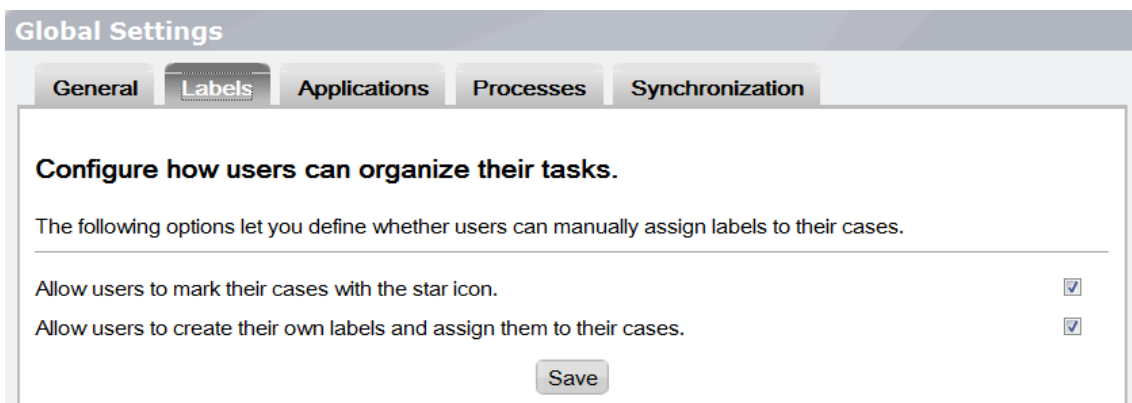 Global Settings
General Labels Applications Processes Synchronization
Configure how users can organize their tasks.
The following options let you define whether users can manually assign labels to their cases.
Allow users to mark their cases with the star icon.
Allow users to create their own labels and assign them to their cases.
Save